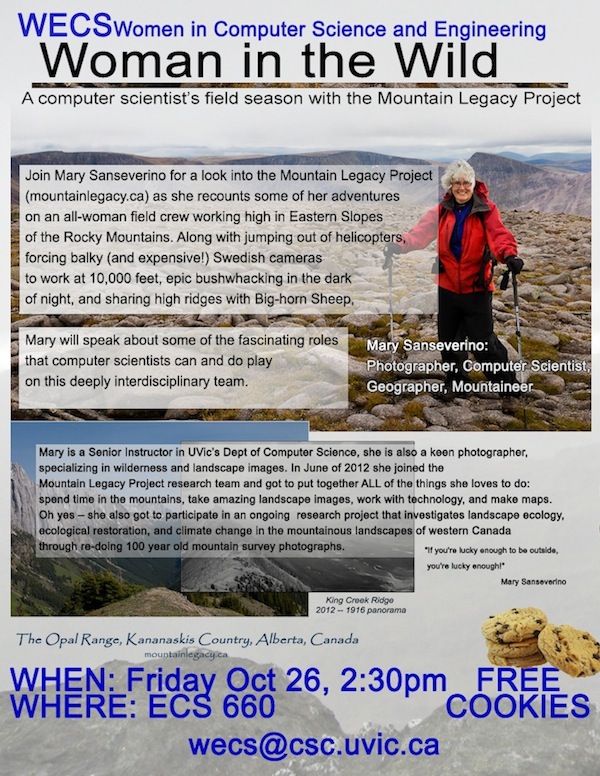 WECS Women in Computer Science and Engineering
Woman in the Wild
A computer scientist's field season with the Mountain Legacy Project
Join Mary Sanseverino for a look into the Mountain Legacy Project
(mountainlegacy.ca) as she recounts some of her adventures
on an all-woman field crew working high in Eastern Slopes
of the Rocky Mountains. Along with jumping out of helicopters,
forcing balky (and expensive!) Swedish cameras
to work at 10,000 feet, epic bushwhacking in the dark
of night, and sharing high ridges with Big-horn Sheep,
Mary will speak about some of the fascinating roles
that computer scientists can and do play
on this deeply interdisciplinary team.
Mary Sanseverino:
Photographer, Computer Scientist,
Geographer, Mountaineer
Mary is a Senior Instructor in UVic's Dept of Computer Science, she is also a keen photographer,
specializing in wilderness and landscape images. In June of 2012 she joined the
Mountain Legacy Project research team and got to put together ALL of the things she loves to do:
spend time in the mountains, take amazing landscape images, work with technology, and make maps.
Oh yes – she also got to participate in an ongoing research project that investigates landscape ecology,
ecological restoration, and climate change in the mountainous landscapes of western Canada
through re-doing 100 year old mountain survey photographs.
"If you're lucky enough to be outside,
you're lucky enough!"
Mary Sanseverino
King Creek Ridge
2012 -- 1916 panorama
The Opal Range, Kananaskis Country, Alberta, Canada
mountainlegacy.ca
WHEN: Friday Oct 26, 2:30pm
WHERE: ECS 660
FREE
COOKIES
wecs@csc.uvic.ca